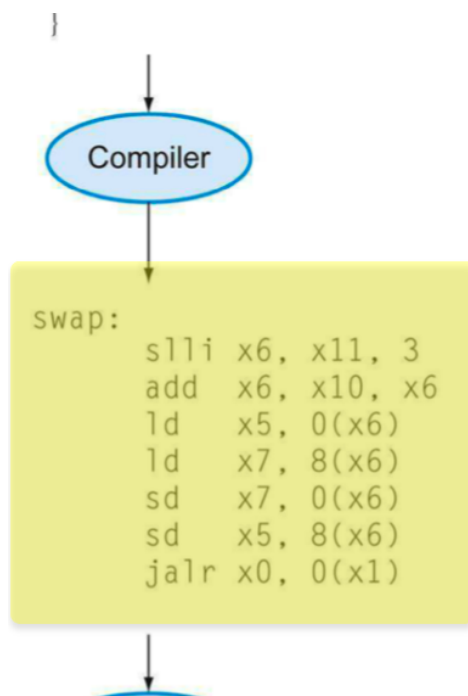 }
Compiler
swap:
slli x6, x11, 3
add x6, x10, x6
ld x5, 0(x6)
ld x7, 8(x6)
sd x7, 0(x6)
sd x5, 8(x6)
jalr x0, 0(x1)